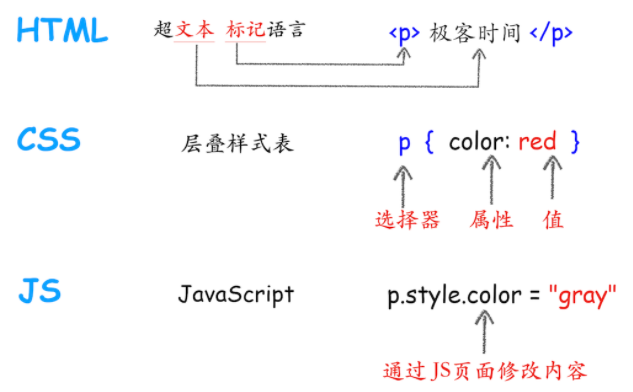 HTML 超文本 标记语言 <p> 极客时间 </p>
CSS 层叠样式表 p { color: red }
选择器 属性 值
JS JavaScript p.style.color = "gray"
通过JS页面修改内容